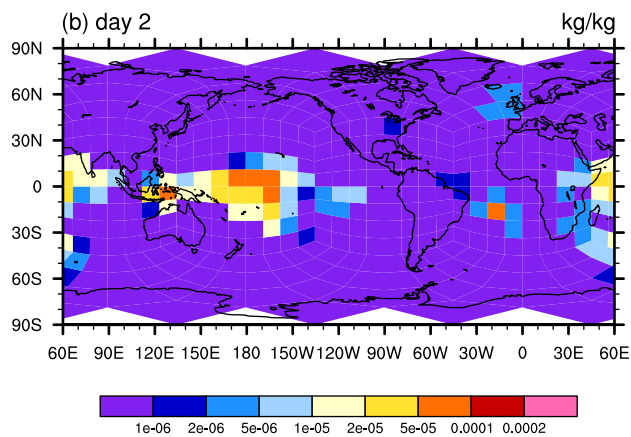 (b) day 2 kg/kg
90N
60N
30N
0
30S
60S
90S
60E 90E 120E 150E 180 150W 120W 90W 60W 30W 0 30E 60E
1e-06 2e-06 5e-06 1e-05 2e-05 5e-05 0.0001 0.0002